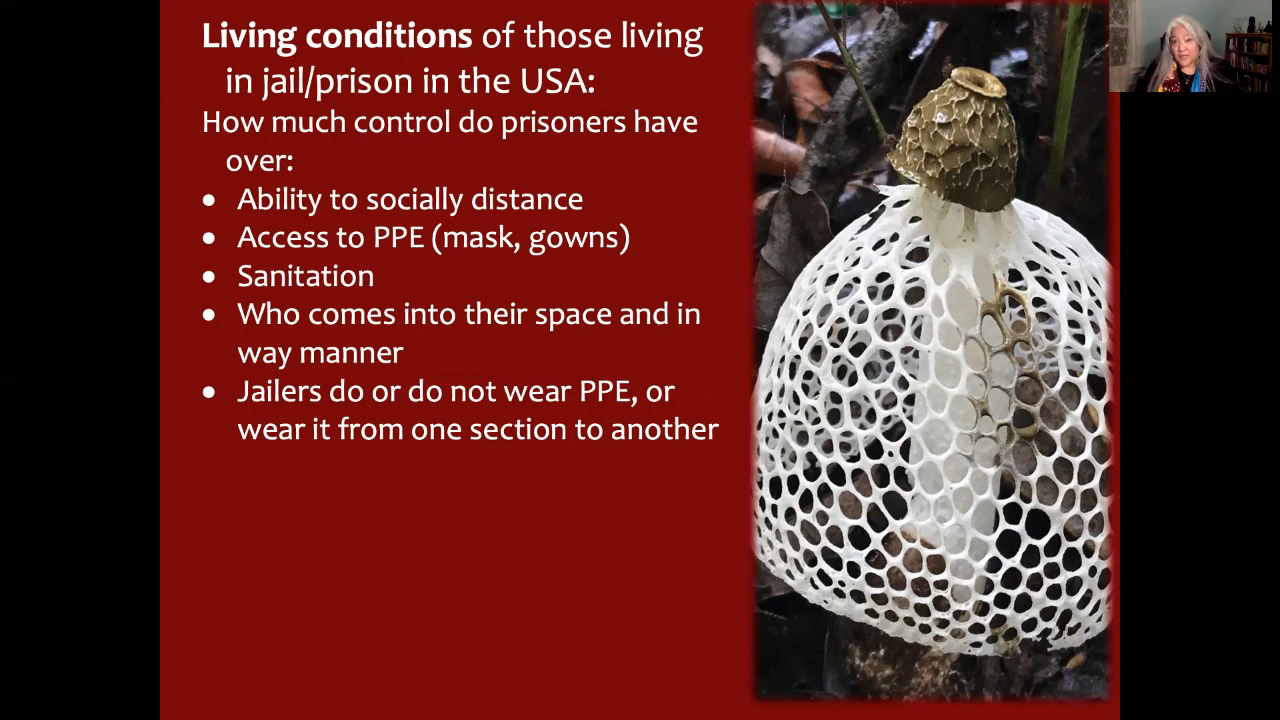 Living conditions of those living
in jail/prison in the USA:
How much control do prisoners have
over:
• Ability to socially distance
• Access to PPE (mask, gowns)
• Sanitation
• Who comes into their space and in
way manner
• Jailers do or do not wear PPE, or
wear it from one section to another